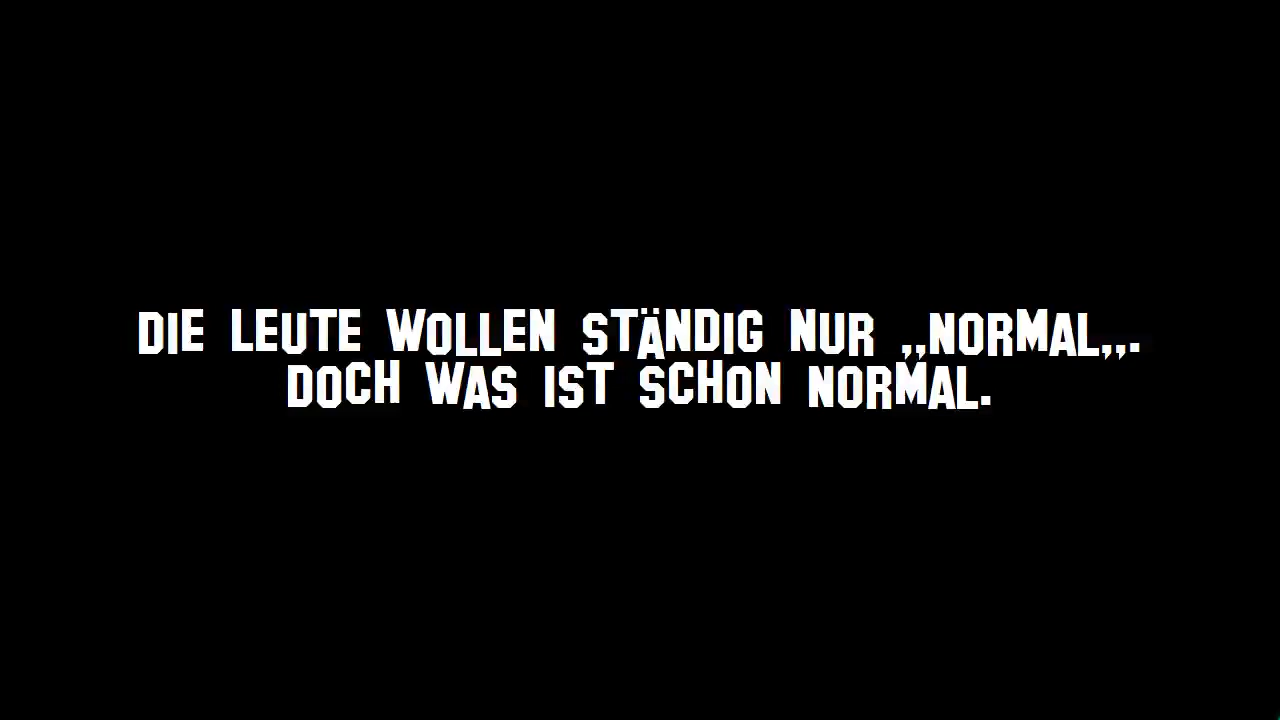 DIE LEUTE WOLLEN STÄNDIG NUR ,,NORMAL,,.
DOCH WAS IST SCHON NORMAL.